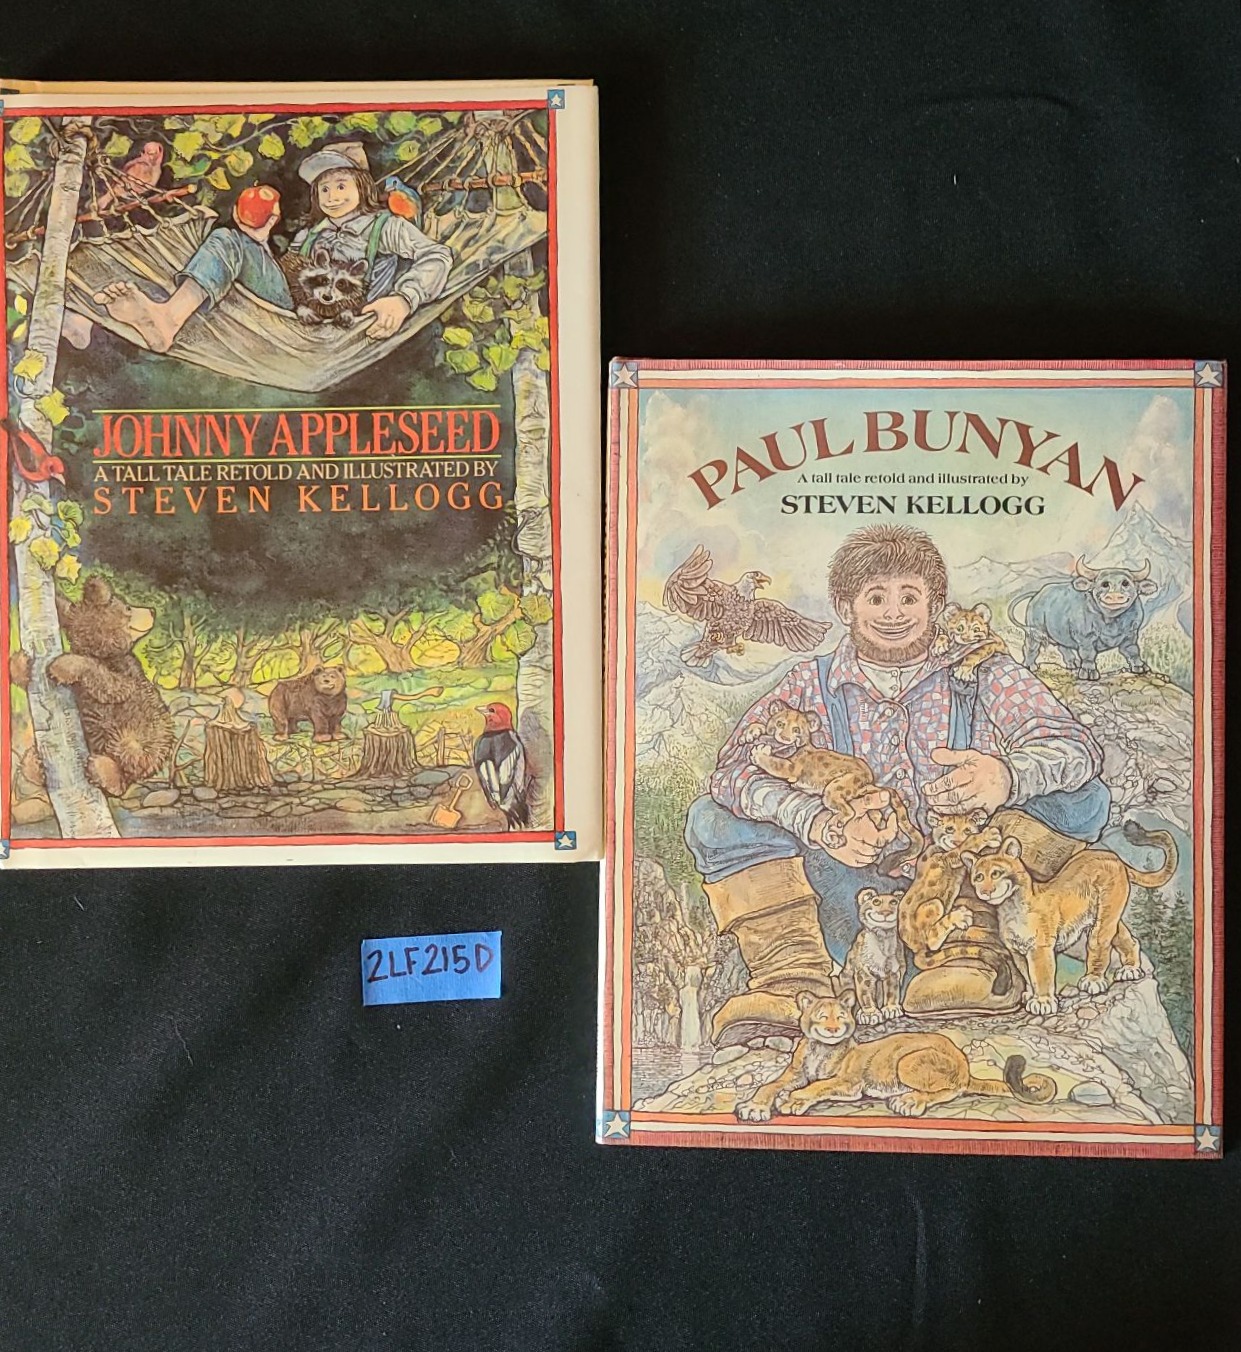 JOHNNY APPLESEED
A TALL TALE RETOLD AND ILLUSTRATED BY
STEVEN KELLOGG
PAUL BUNYAN
A tall tale retold and illustrated by
STEVEN KELLOGG
2LF215D